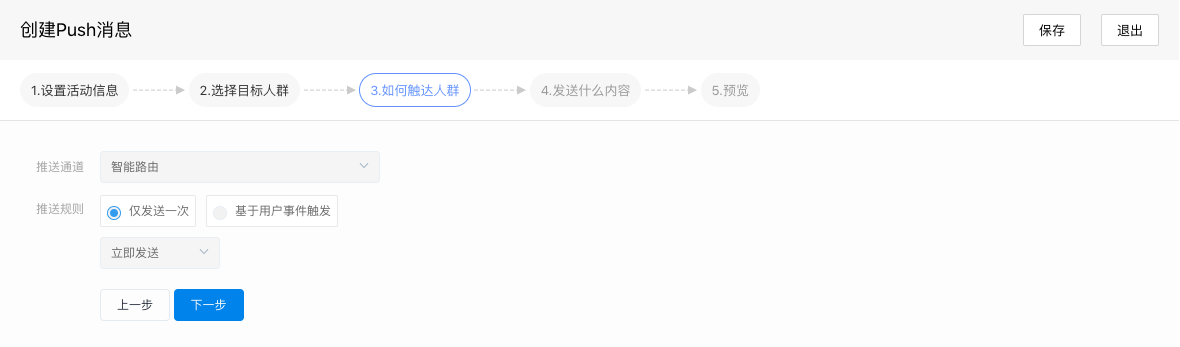 创建Push消息
保存
退出
1.设置活动信息
2.选择目标人群
3.如何触达人群
4.发送什么内容
5.预览
推送通道
智能路由
推送规则
仅发送一次
基于用户事件触发
立即发送
上一步
下一步